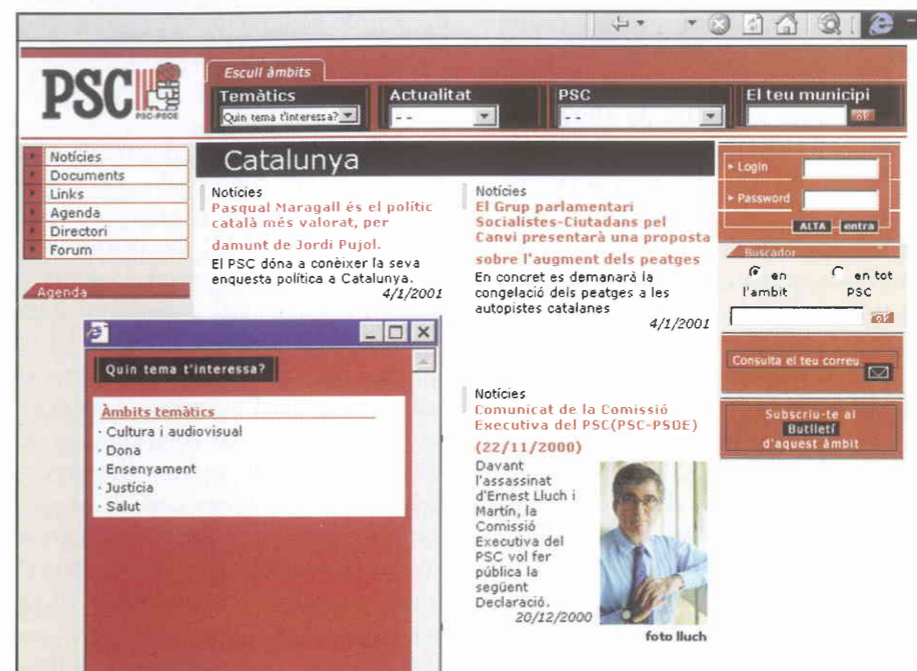 PSC
PSC-PSOE
Escull àmbits
Temàtics
Quin tema t'interessa?
Actualitat
- -
PSC
- -
El teu municipi
ok
Notícies
Documents
Links
Agenda
Directori
Forum
Agenda
Catalunya
Notícies
Pasqual Maragall és el polític
català més valorat, per
damunt de Jordi Pujol.
El PSC dóna a conèixer la seva
enquesta política a Catalunya.
4/1/2001
Notícies
El Grup parlamentari
Socialistes-Ciutadans pel
Canvi presentarà una proposta
sobre l'augment dels peatges
En concret es demanarà la
congelació dels peatges a les
autopistes catalanes
4/1/2001
Notícies
Comunicat de la Comissió
Executiva del PSC(PSC-PSOE)
(22/11/2000)
Davant
l'assassinat
d'Ernest Lluch i
Martín, la
Comissió
Executiva del
PSC vol fer
pública la
següent
Declaració.
20/12/2000
foto lluch
Login
Password
ALTA entra
Buscador
en
l'ambit
en tot
PSC
ok
Consulta el teu correu
Subscriu-te al
Butlletí
d'aquest àmbit
Quin tema t'interessa?
Àmbits temàtics
· Cultura i audiovisual
· Dona
· Ensenyament
· Justícia
· Salut